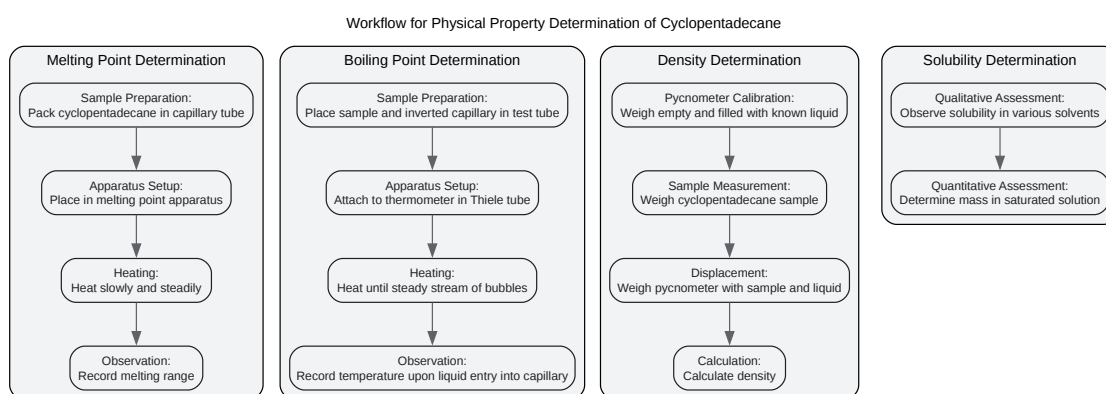 Workflow for Physical Property Determination of Cyclopentadecane
Melting Point Determination
Sample Preparation:
Pack cyclopentadecane in capillary tube
Apparatus Setup:
Place in melting point apparatus
Heating:
Heat slowly and steadily
Observation:
Record melting range
Boiling Point Determination
Sample Preparation:
Place sample and inverted capillary in test tube
Apparatus Setup:
Attach to thermometer in Thiele tube
Heating:
Heat until steady stream of bubbles
Observation:
Record temperature upon liquid entry into capillary
Density Determination
Pycnometer Calibration:
Weigh empty and filled with known liquid
Sample Measurement:
Weigh cyclopentadecane sample
Displacement:
Weigh pycnometer with sample and liquid
Calculation:
Calculate density
Solubility Determination
Qualitative Assessment:
Observe solubility in various solvents
Quantitative Assessment:
Determine mass in saturated solution